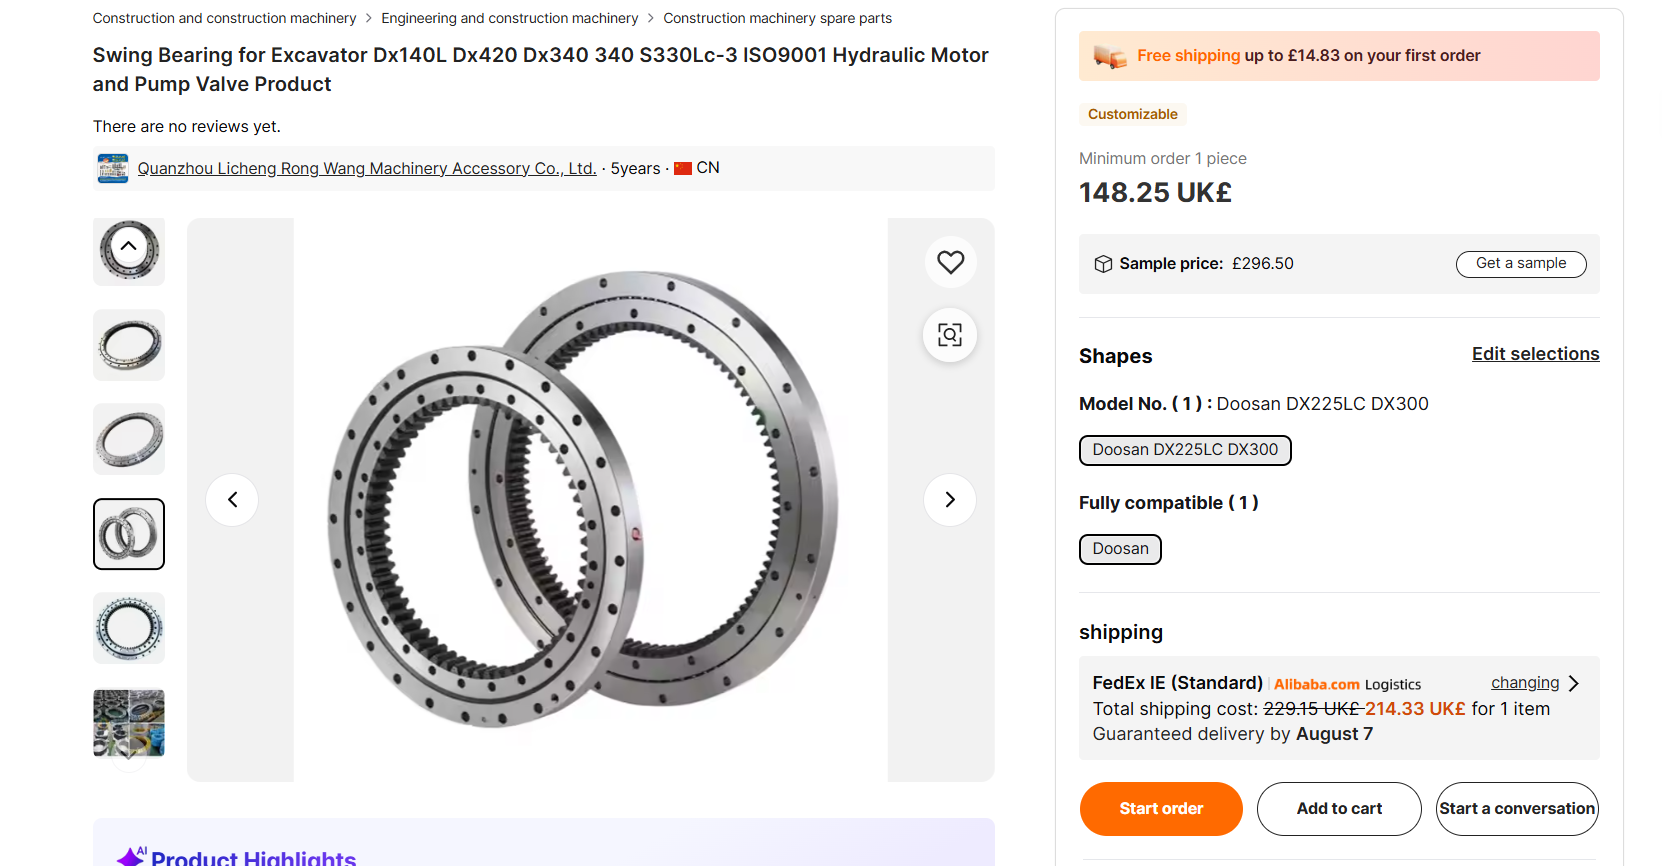 Construction and construction machinery > Engineering and construction machinery > Construction machinery spare parts
Swing Bearing for Excavator Dx140L Dx420 Dx340 340 S330Lc-3 ISO9001 Hydraulic Motor
and Pump Valve Product
There are no reviews yet.
Quanzhou Licheng Rong Wang Machinery Accessory Co., Ltd. · 5years · CN
AI Product Highlights
Free shipping up to £14.83 on your first order
Customizable
Minimum order 1 piece
148.25 UK£
Sample price: £296.50
Get a sample
Shapes
Edit selections
Model No. ( 1 ) : Doosan DX225LC DX300
Doosan DX225LC DX300
Fully compatible ( 1 )
Doosan
shipping
FedEx IE (Standard) | Alibaba.com Logistics
changing
Total shipping cost: 229.15 UK£ 214.33 UK£ for 1 item
Guaranteed delivery by August 7
Start order
Add to cart
Start a conversation